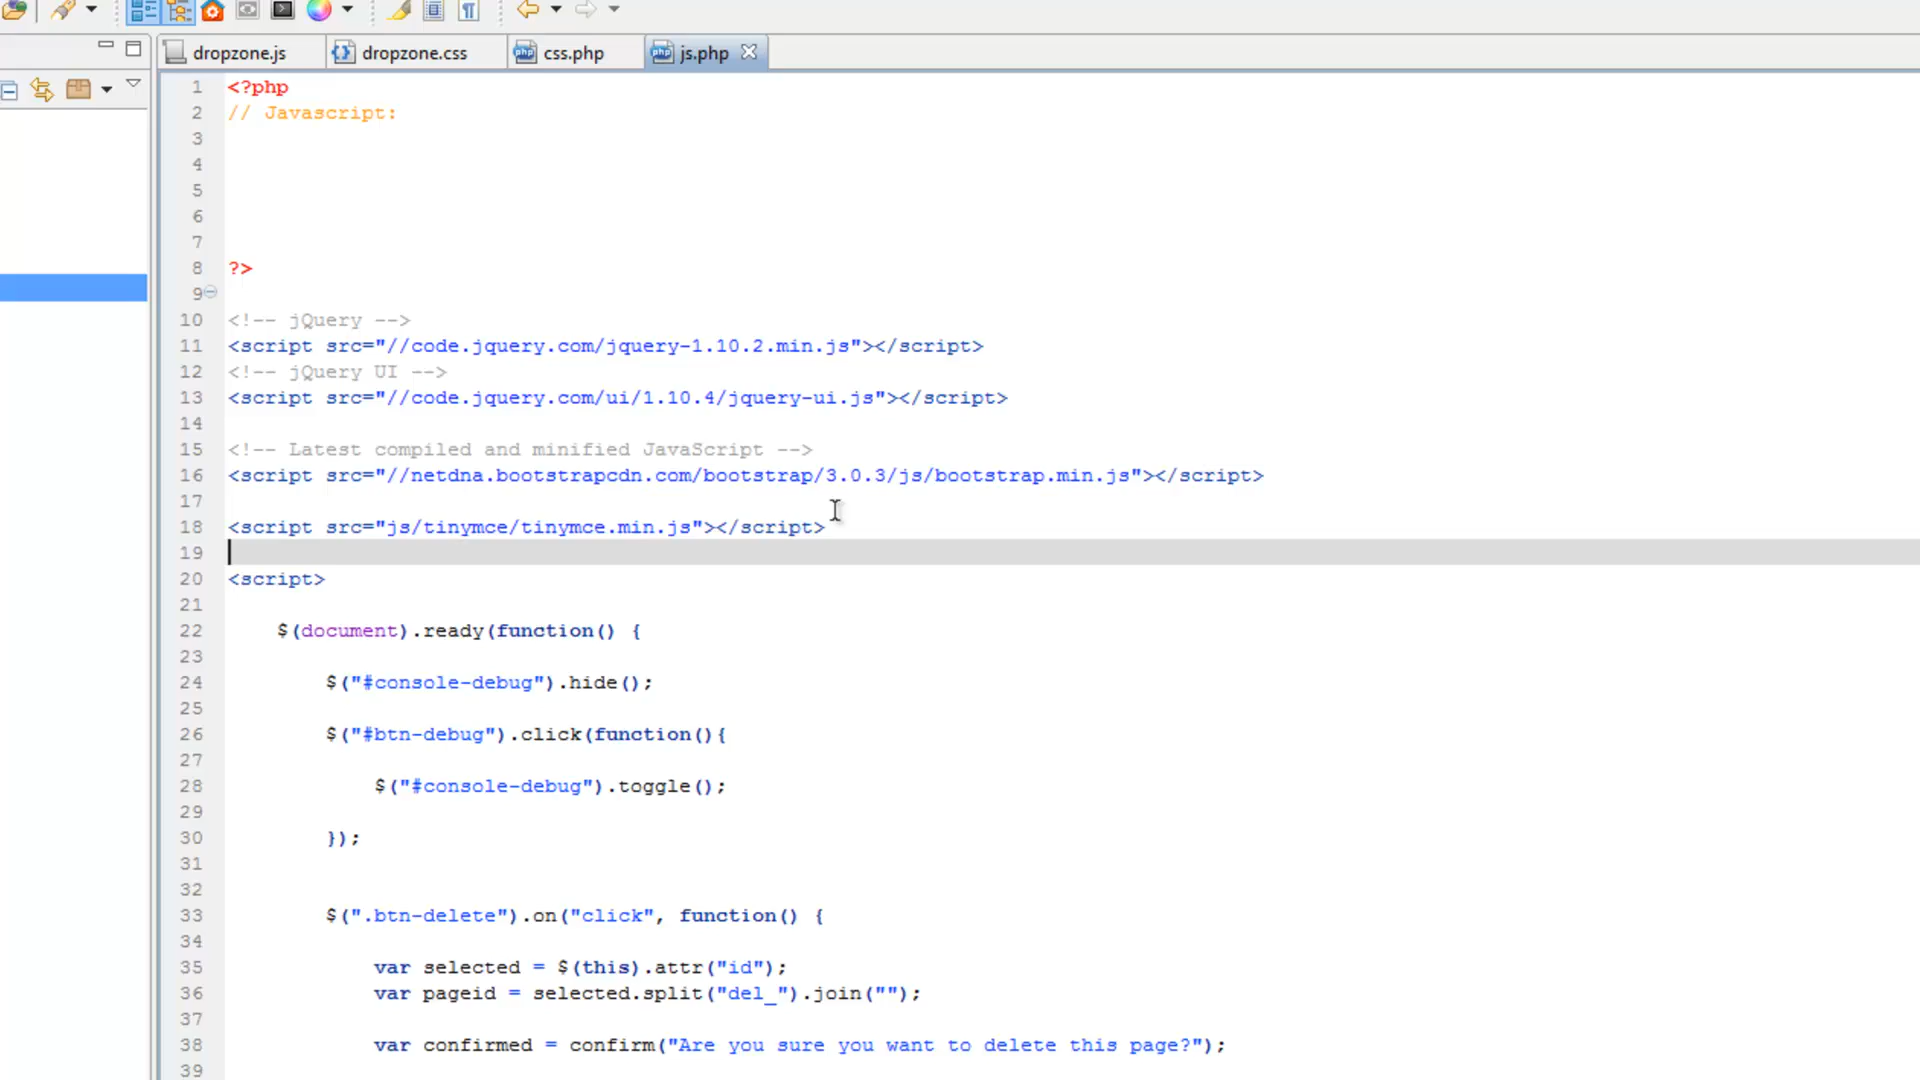 dropzone.js
dropzone.css
css.php
js.php
1 <?php
2 // Javascript:
3
4
5
6
7
8 ?>
9
10 <!-- jQuery -->
11 <script src="//code.jquery.com/jquery-1.10.2.min.js"></script>
12 <!-- jQuery UI -->
13 <script src="//code.jquery.com/ui/1.10.4/jquery-ui.js"></script>
14
15 <!-- Latest compiled and minified JavaScript -->
16 <script src="//netdna.bootstrapcdn.com/bootstrap/3.0.3/js/bootstrap.min.js"></script>
17
18 <script src="js/tinymce/tinymce.min.js"></script>
19
20 <script>
21
22 $(document).ready(function() {
23
24 $("#console-debug").hide();
25
26 $("#btn-debug").click(function(){
27
28 $("#console-debug").toggle();
29
30 });
31
32
33 $(".btn-delete").on("click", function() {
34
35 var selected = $(this).attr("id");
36 var pageid = selected.split("del_").join("");
37
38 var confirmed = confirm("Are you sure you want to delete this page?");
39